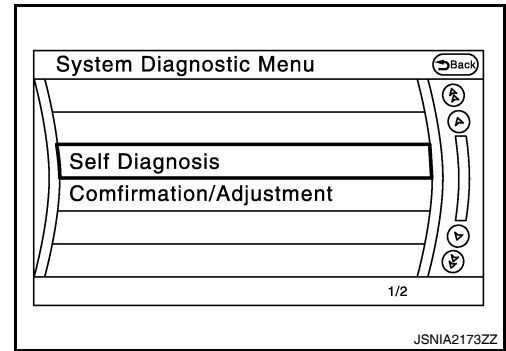 System Diagnostic Menu
Back
Self Diagnosis
Comfirmation/Adjustment
1/2
JSNIA2173ZZ